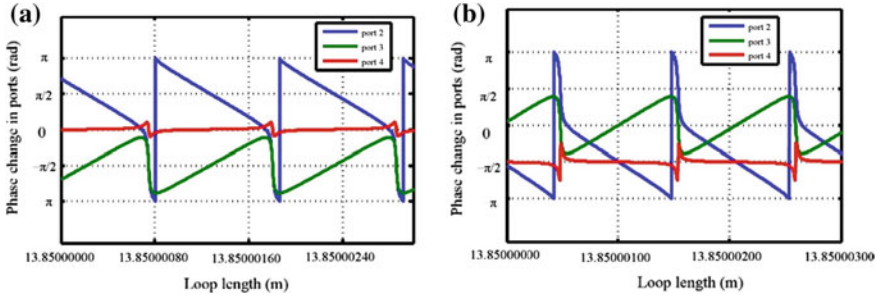 (a)
port 2
port 3
port 4
Phase change in ports (rad)
π
π/2
0
−π/2
π
13.850000000
13.85000080
13.85000160
13.85000240
Loop length (m)
(b)
port 2
port 3
port 4
Phase change in ports (rad)
π
π/2
0
−π/2
π
13.85000000
13.85000100
13.85000200
13.85000300
Loop length (m)